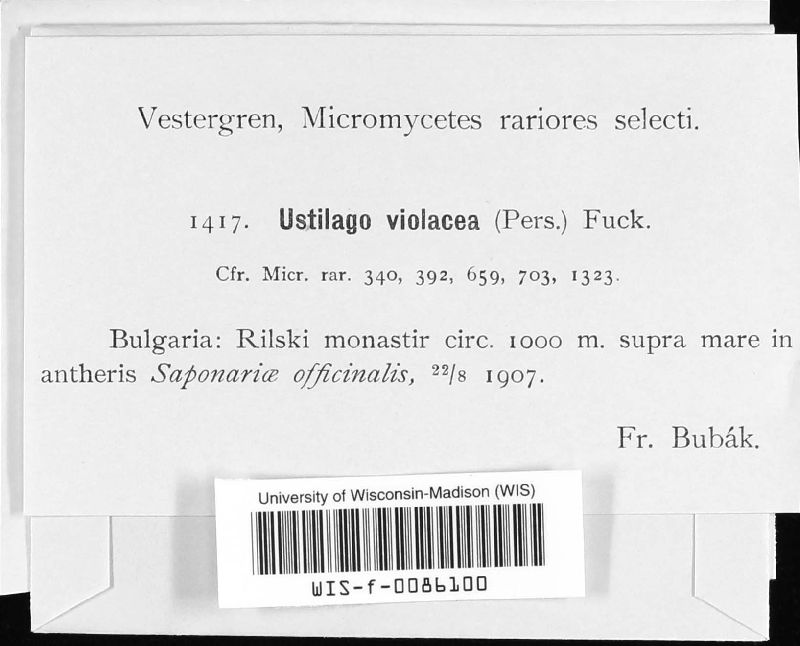 Vestergren, Micromycetes rariores selecti.
1417. Ustilago violacea (Pers.) Fuck.
Cfr. Micr. rar. 340, 392, 659, 703, 1323.
Bulgaria: Rilski monastir circ. 1000 m. supra mare in
antheris Saponariæ officinalis, 22/8 1907.
Fr. Bubák.
University of Wisconsin-Madison (WIS)
WIS-f-0086100